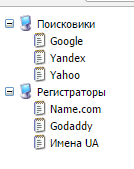 Поисковики
Google
Yandex
Yahoo
Регистраторы
Name.com
Godaddy
Имена UA